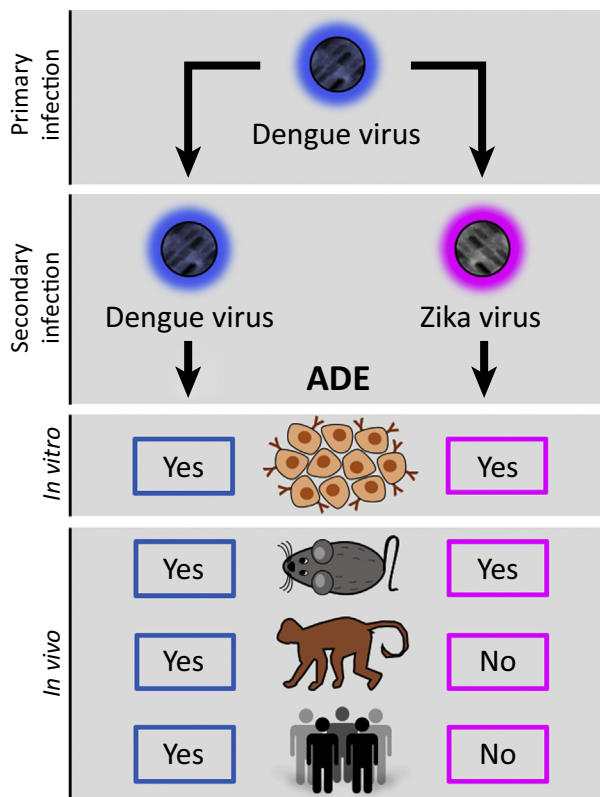 Primary
infection
Dengue virus
Secondary
infection
Dengue virus
Zika virus
ADE
In vitro
Yes
Yes
In vivo
Yes
Yes
Yes
No
Yes
No